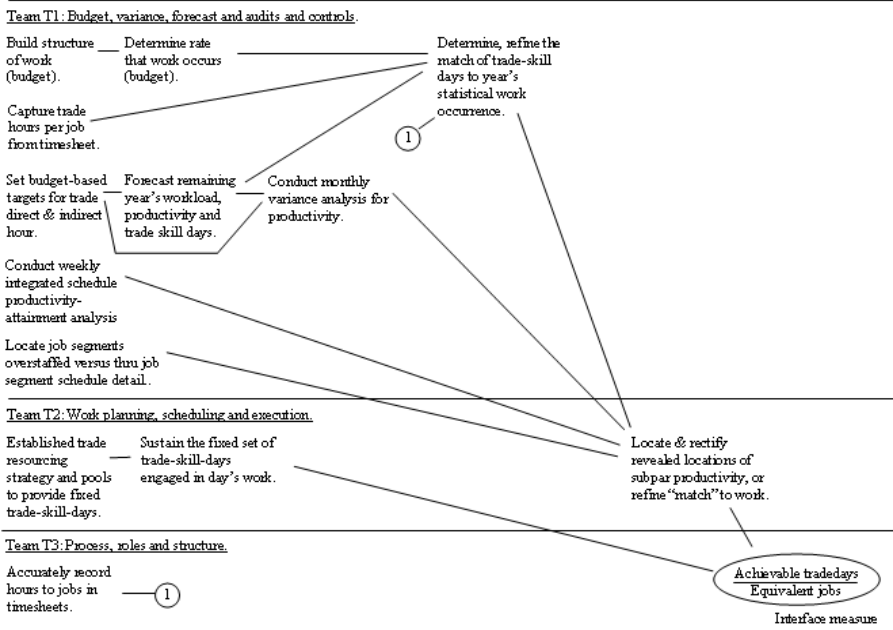 Team T1: Budget, variance, forecast and audits and controls.
Build structure
of work
(budget).
Determine rate
that work occurs
(budget).
Determine, refine the
match of trade-skill
days to year's
statistical work
occurrence.
Capture trade
hours per job
from timesheet.
1
Set budget-based
targets for trade
direct & indirect
hour.
Forecast remaining
year's workload,
productivity and
trade skill days.
Conduct monthly
variance analysis for
productivity.
Conduct weekly
integrated schedule
productivity-
attainment analysis
Locate job segments
overstaffed versus thru job
segment schedule detail..
Team T2: Work planning, scheduling and execution.
Established trade
resourcing
strategy and pools
to provide fixed
trade-skill-days.
Sustain the fixed set of
trade-skill-days
engaged in day's work.
Locate & rectify
revealed locations of
subpar productivity, or
refine "match" to work.
Team T3: Process, roles and structure.
Accurately record
hours to jobs in
timesheets.
1
Achievable tradedays
Equivalent jobs
Interface measure